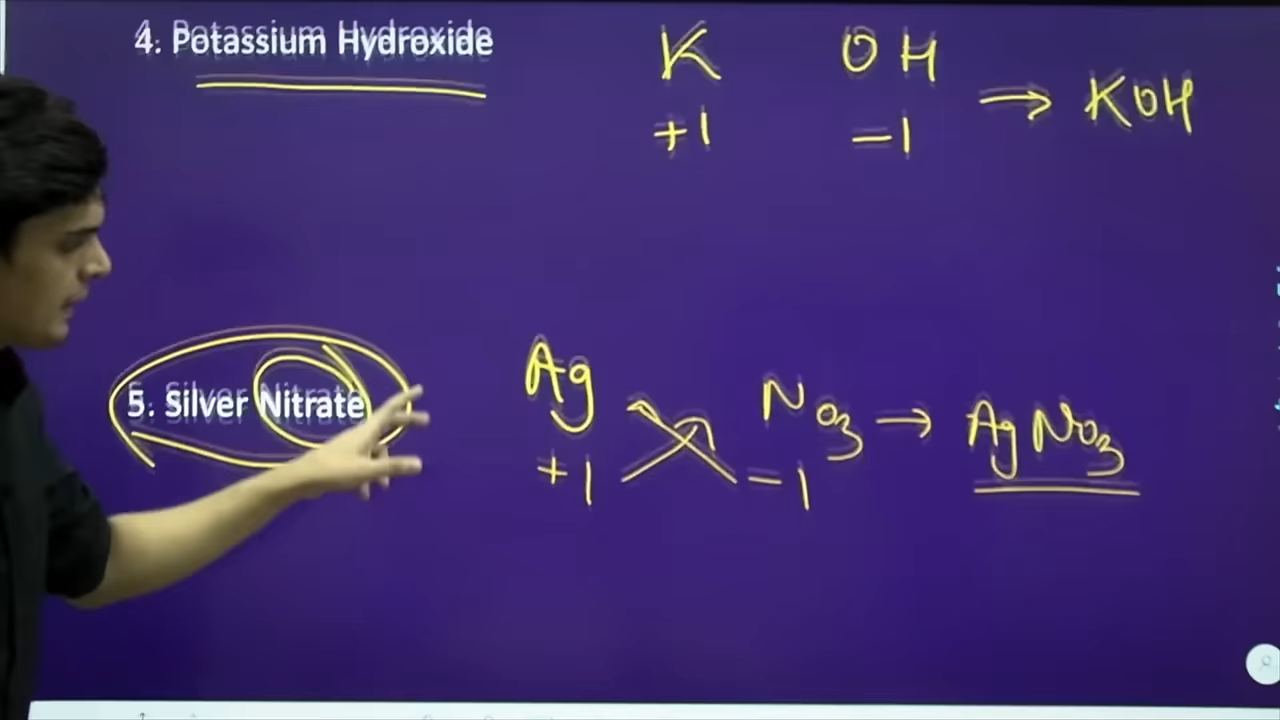 4. Potassium Hydroxide K OH → KOH
+1 -1
5. Silver Nitrate Ag NO3 → AgNO3
+1 -1